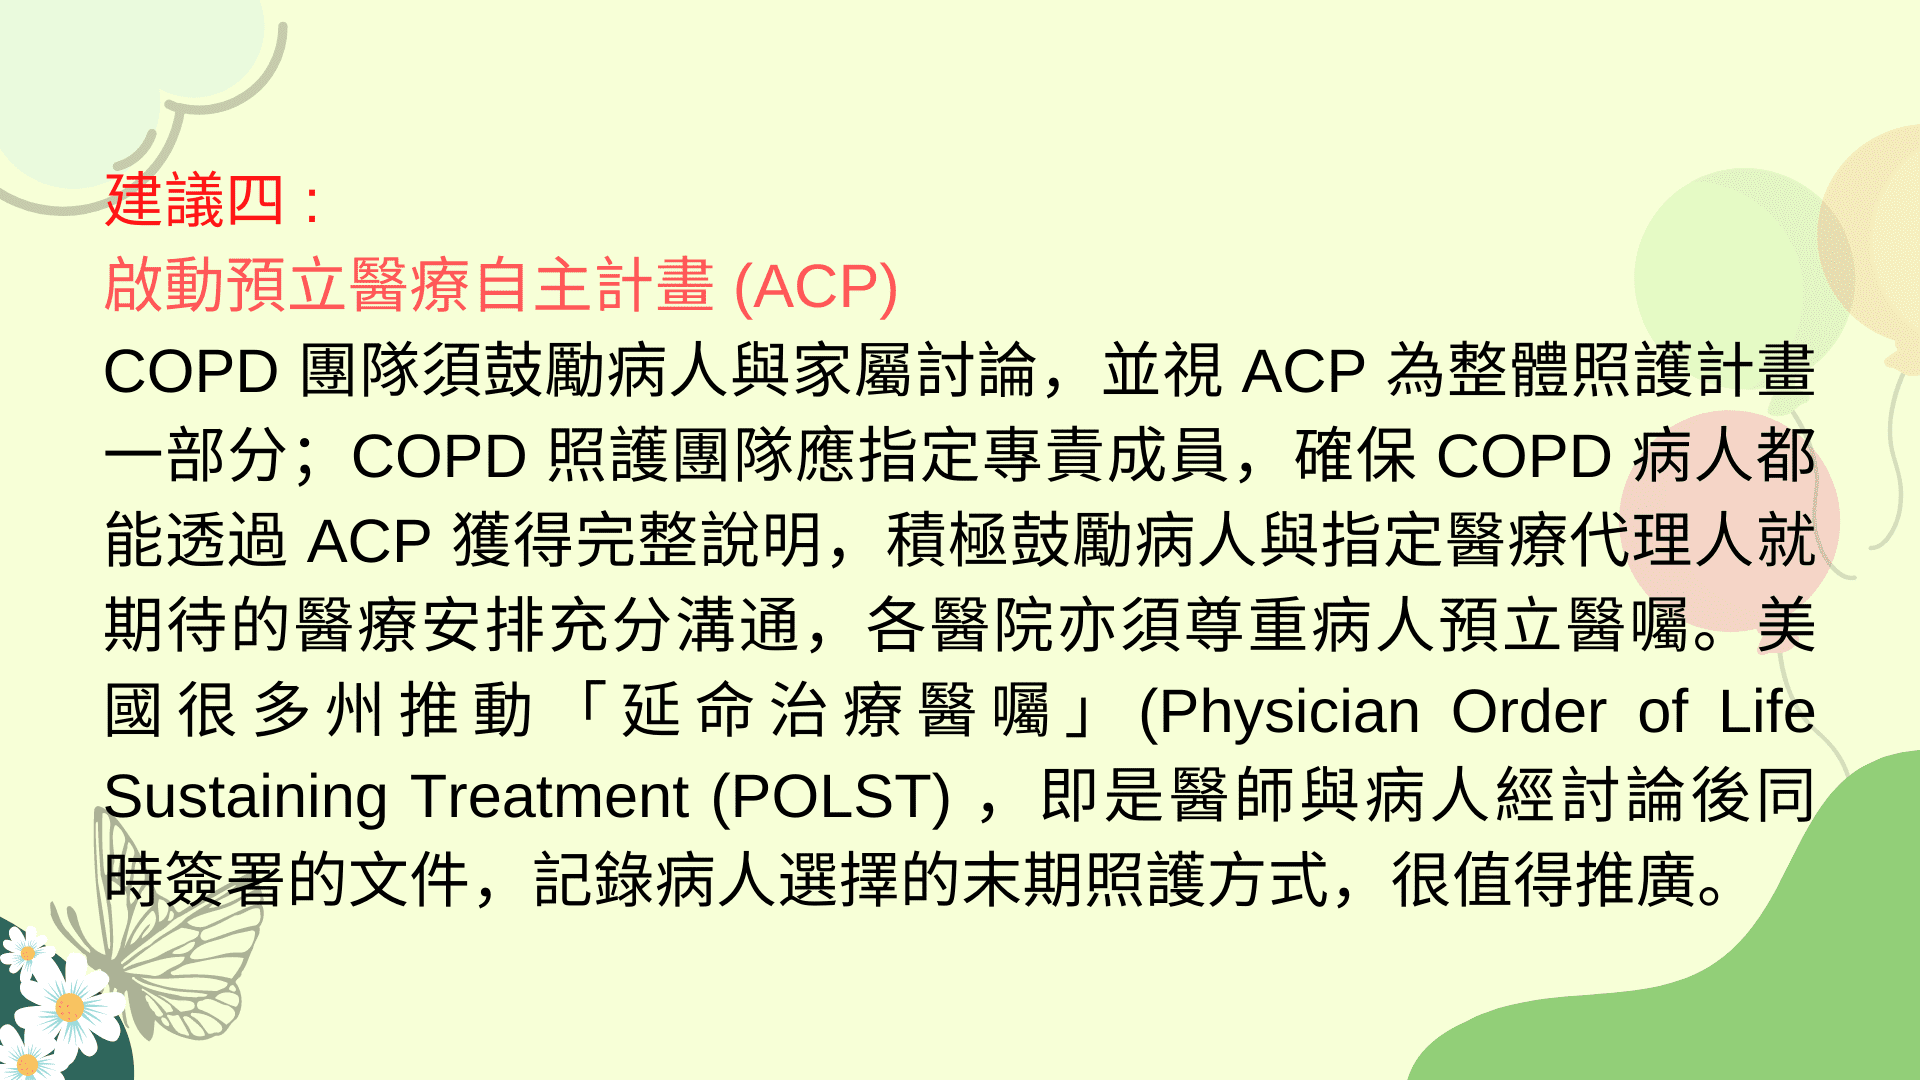 建議四 :
啟動預立醫療自主計畫 (ACP)
COPD 團隊須鼓勵病人與家屬討論，並視 ACP 為整體照護計畫
一部分；COPD 照護團隊應指定專責成員，確保 COPD 病人都
能透過 ACP 獲得完整說明，積極鼓勵病人與指定醫療代理人就
期待的醫療安排充分溝通，各醫院亦須尊重病人預立醫囑。美
國很多州推動「延命治療醫囑」(Physician Order of Life
Sustaining Treatment (POLST) ，即是醫師與病人經討論後同
時簽署的文件，記錄病人選擇的末期照護方式，很值得推廣。